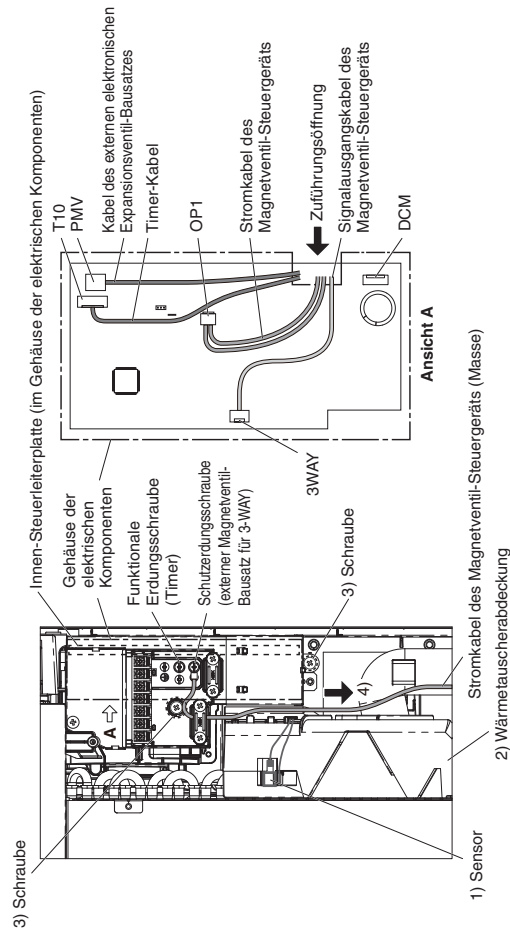 3) Schraube
Innen-Steuerleiterplatte (im Gehäuse der elektrischen Komponenten)
Gehäuse der
elektrischen
Komponenten
Funktionale
Erdungsschraube
(Timer)
Schutzerdungsschraube
(externer Magnetventil-
Bausatz für 3-WAY)
3) Schraube
A
4)
Stromkabel des Magnetventil-Steuergeräts (Masse)
2) Wärmetauscherabdeckung
1) Sensor
T10
PMV
Kabel des externen elektronischen
Expansionsventil-Bausatzes
Timer-Kabel
OP1
Stromkabel des
Magnetventil-Steuergeräts
Zuführungsöffnung
Signalausgangskabel des
Magnetventil-Steuergeräts
DCM
3WAY
Ansicht A